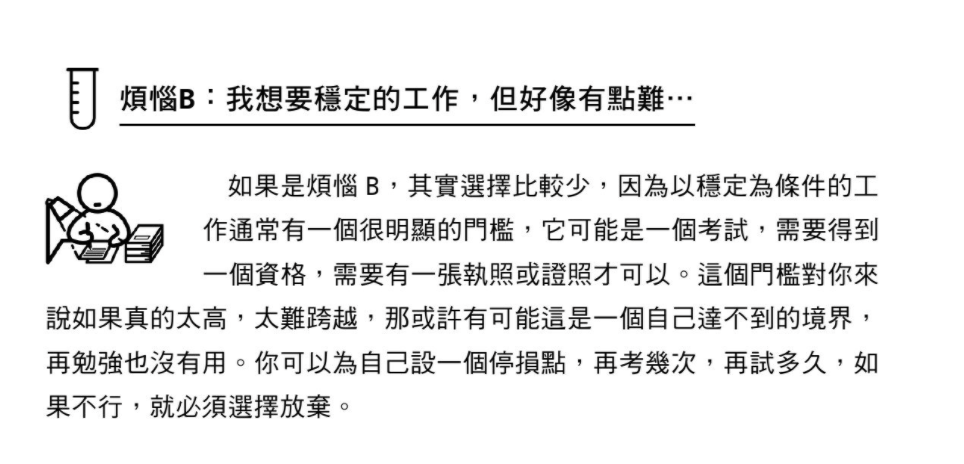 煩惱B：我想要穩定的工作，但好像有點難…
如果是煩惱 B，其實選擇比較少，因為以穩定為條件的工
作通常有一個很明顯的門檻，它可能是一個考試，需要得到
一個資格，需要有一張執照或證照才可以。這個門檻對你來
說如果真的太高，太難跨越，那或許有可能這是一個自己達不到的境界，
再勉強也沒有用。你可以為自己設一個停損點，再考幾次，再試多久，如
果不行，就必須選擇放棄。